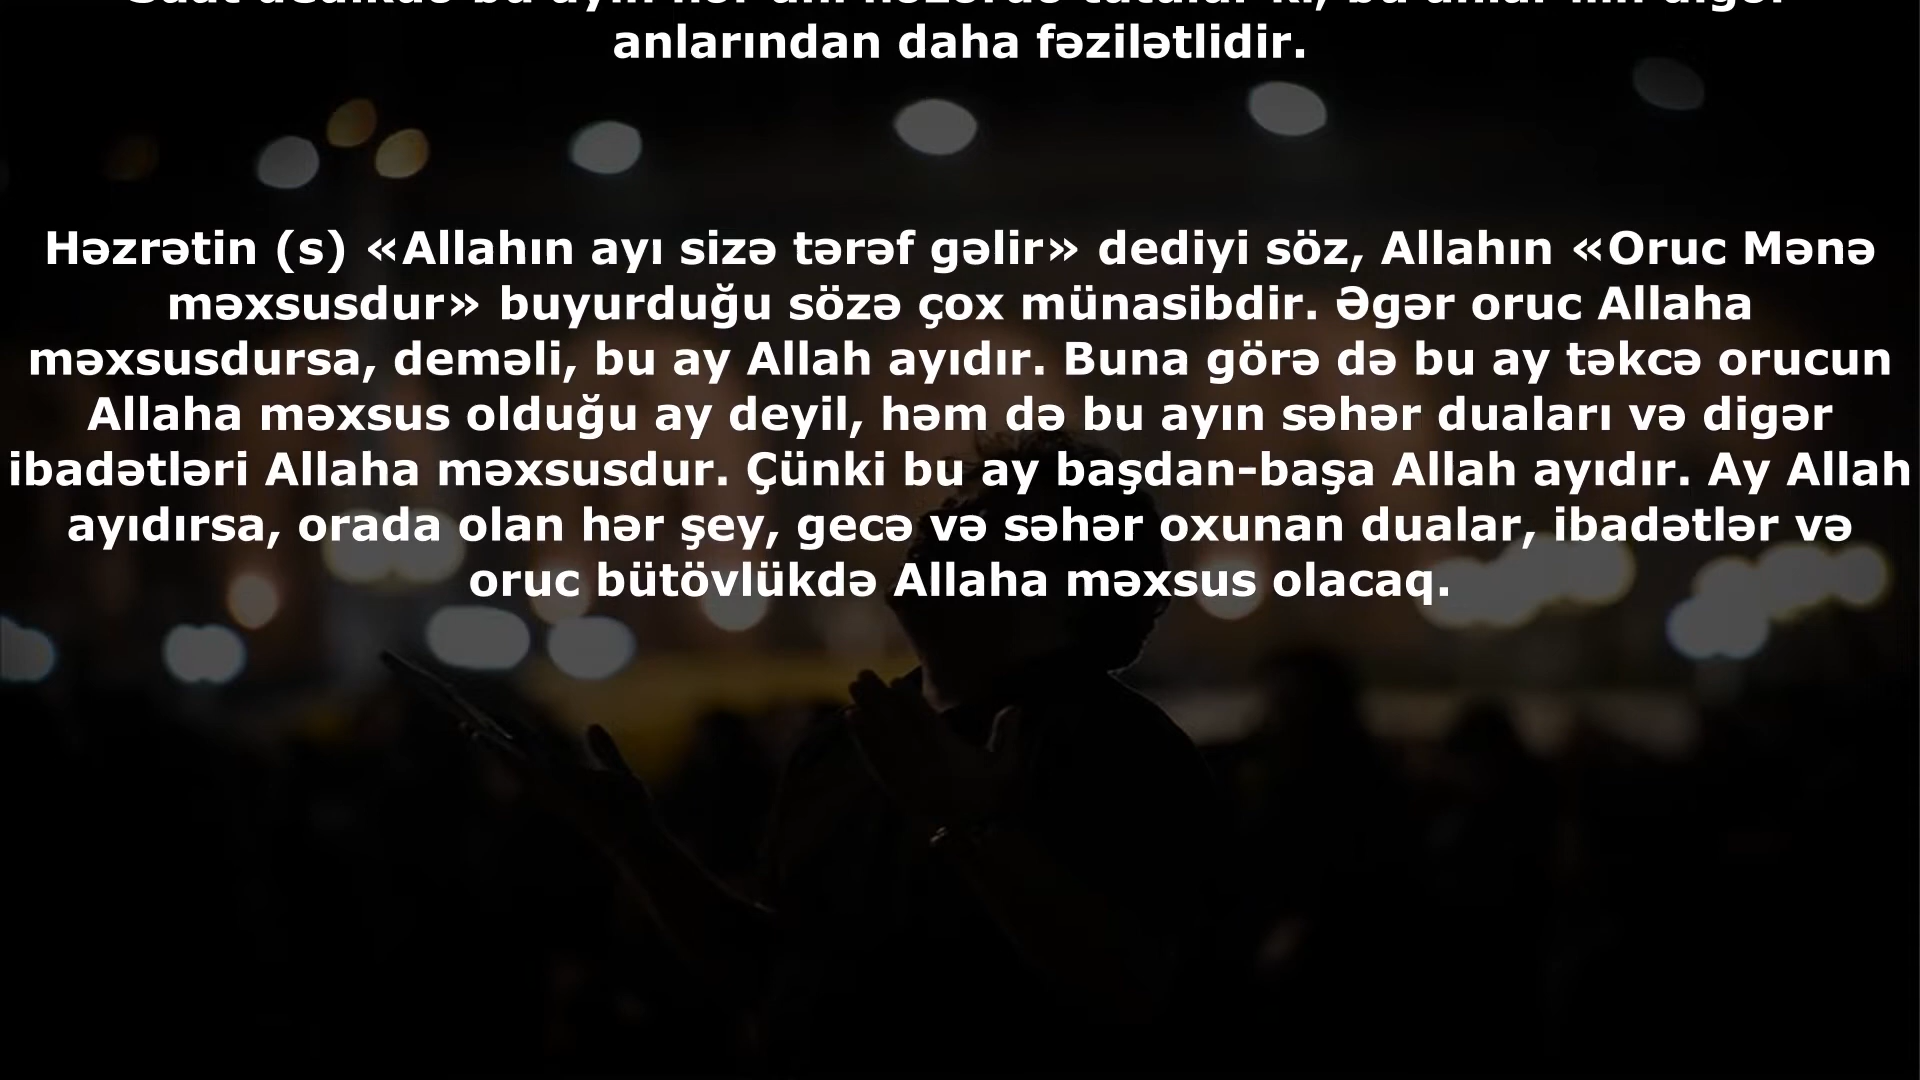 anlarından daha fəzilətlidir.
Həzrətin (s) «Allahın ayı sizə tərəf gəlir» dediyi söz, Allahın «Oruc Mənə
məxsusdur» buyurduğu sözə çox münasibdir. Əgər oruc Allaha
məxsusdursa, deməli, bu ay Allah ayıdır. Buna görə də bu ay təkcə orucun
Allaha məxsus olduğu ay deyil, həm də bu ayın səhər duaları və digər
ibadətləri Allaha məxsusdur. Çünki bu ay başdan-başa Allah ayıdır. Ay Allah
ayıdırsa, orada olan hər şey, gecə və səhər oxunan dualar, ibadətlər və
oruc bütövlükdə Allaha məxsus olacaq.